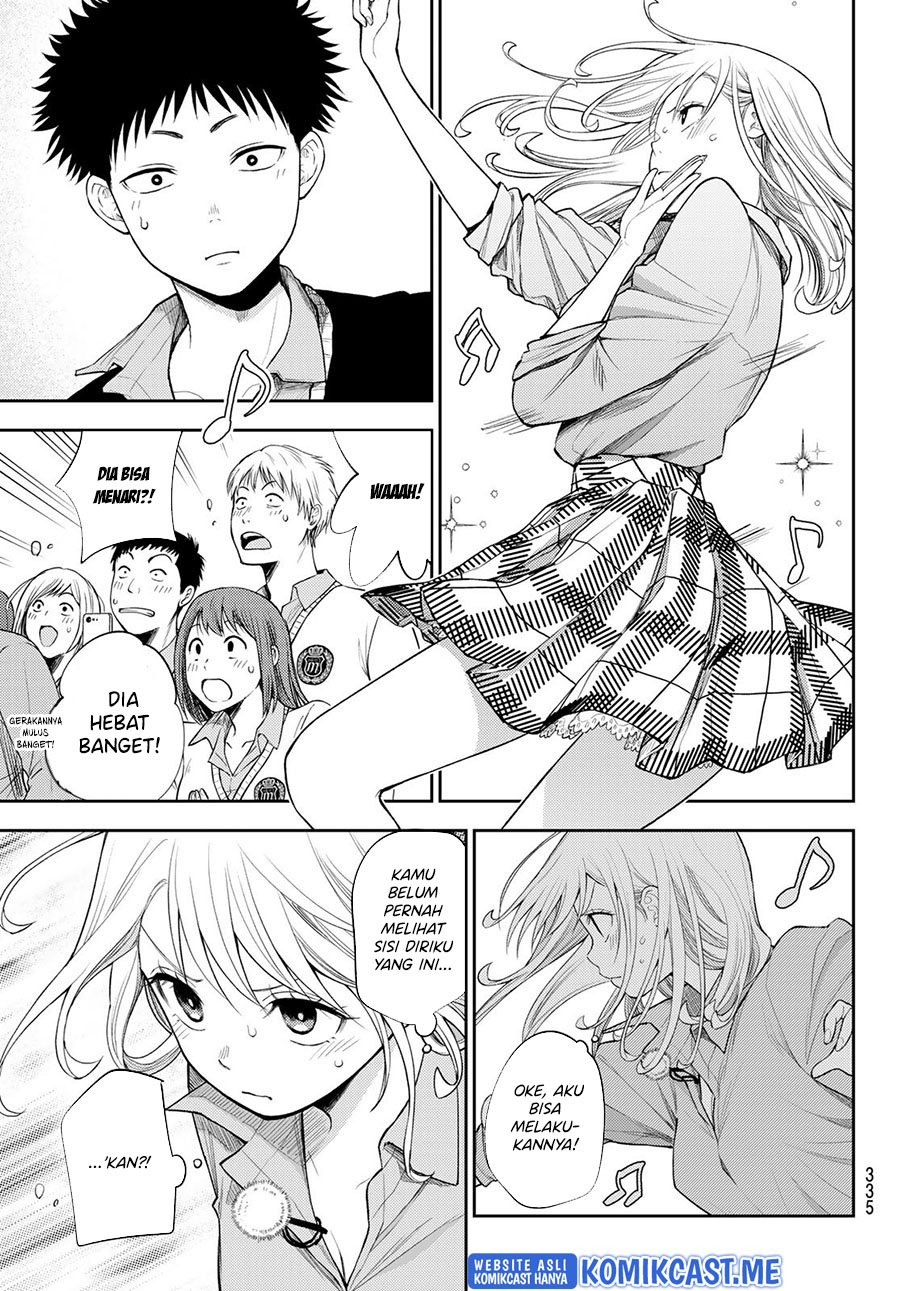 WAAAH!
DIA BISA
MENARI?!
DIA
HEBAT
BANGET!
GERAKANNYA
MULUS
BANGET!
OKE, AKU
BISA
MELAKU-
KANNYA!
KAMU
BELUM
PERNAH
MELIHAT
SISI DIRIKU
YANG INI...
...'KAN?!
335
WEBSITE ASLI
KOMIKCAST HANYA
KOMIKCAST.ME